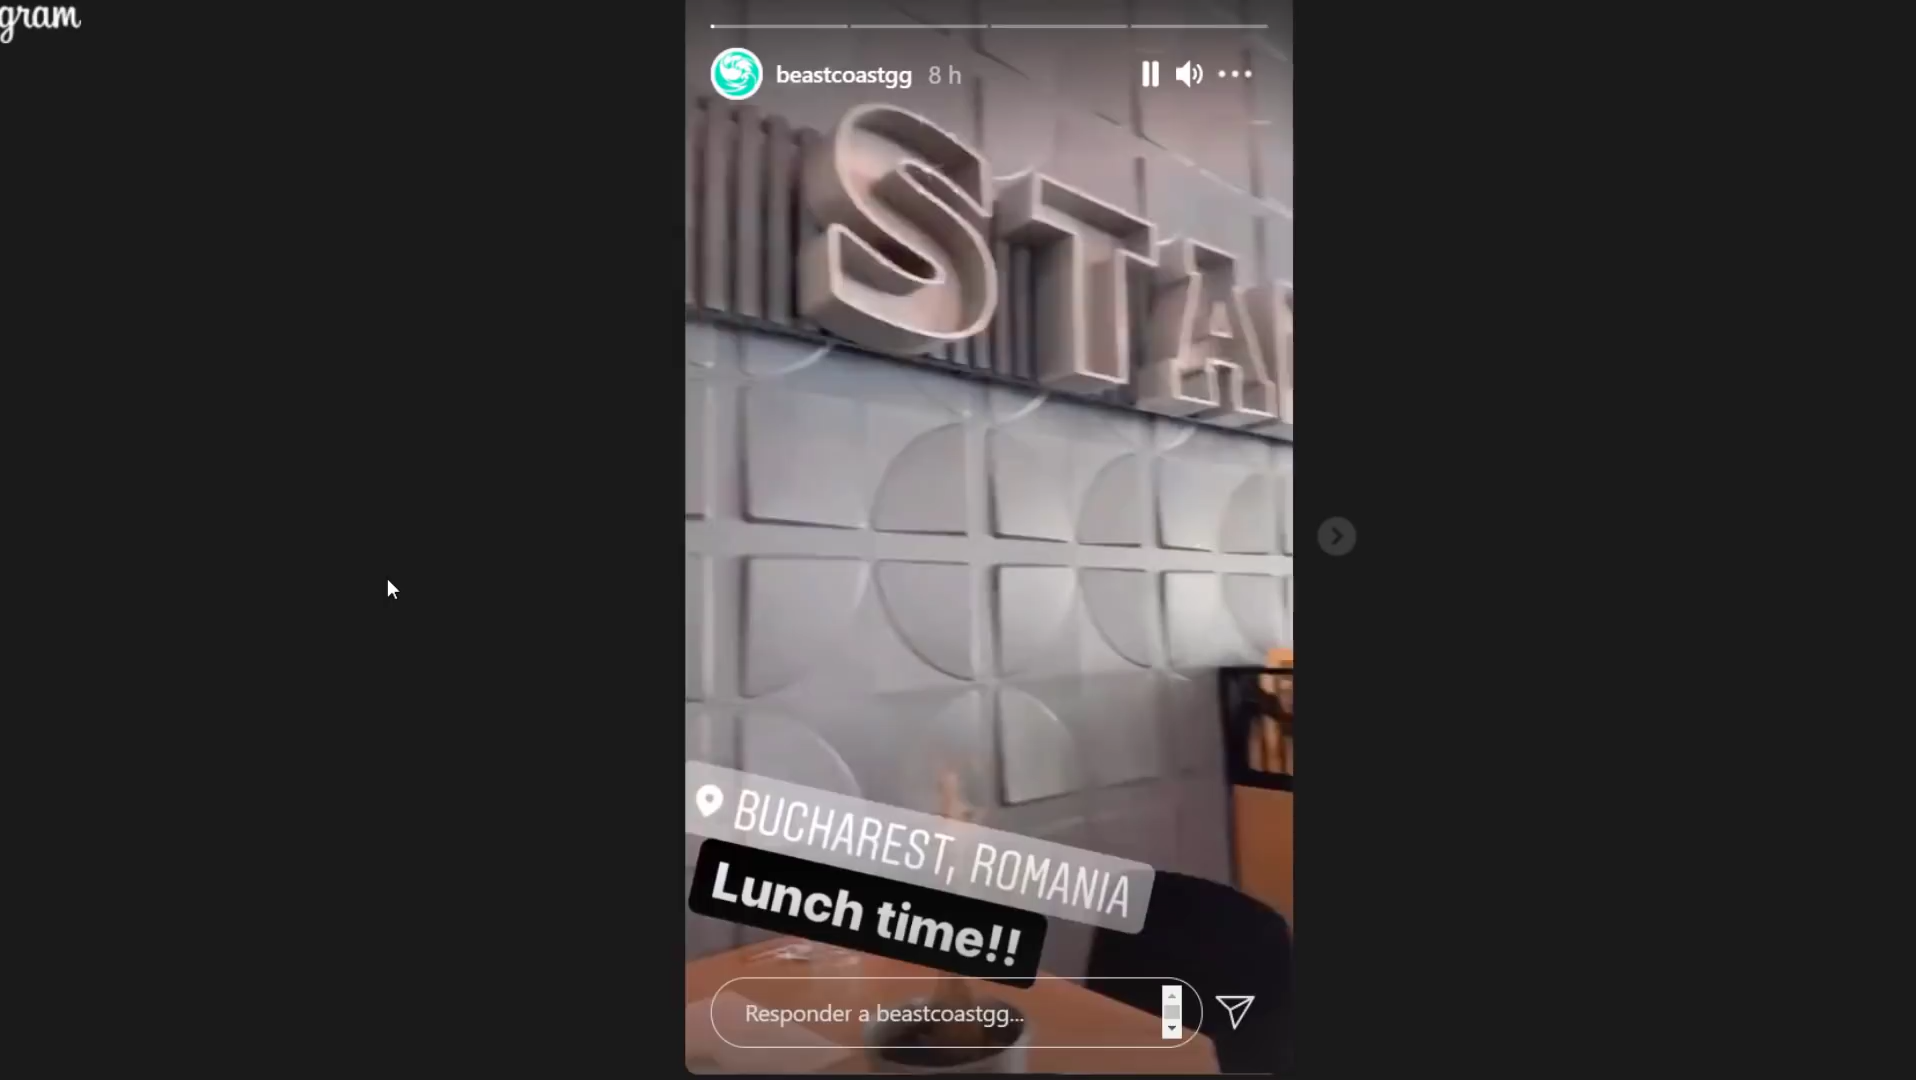 gram
beastcoastgg 8 h
STA
BUCHAREST, ROMANIA
Lunch time!!
Responder a beastcoastgg...